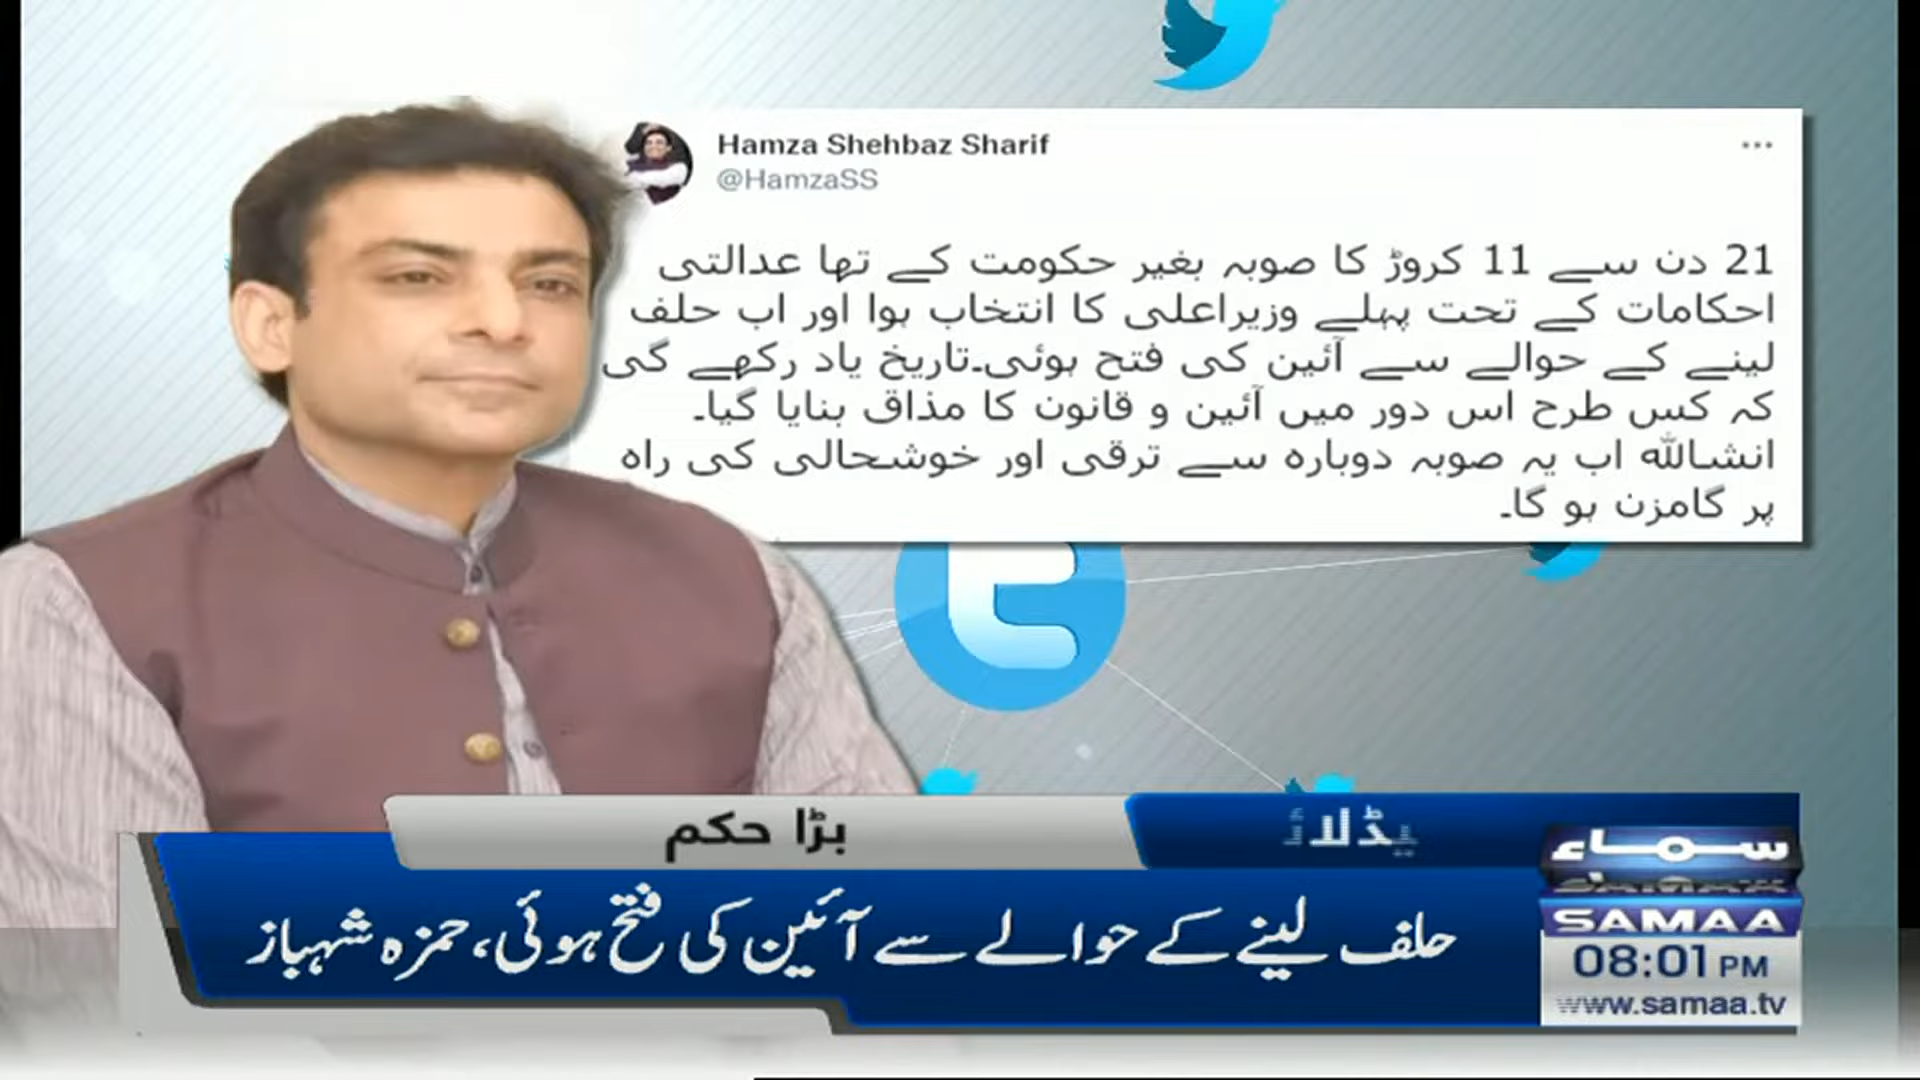 Hamza Shehbaz Sharif
@HamzaSS
21 دن سے 11 کروڑ کا صوبہ بغیر حکومت کے تھا عدالتی
احکامات کے تحت پہلے وزیراعلی کا انتخاب ہوا اور اب حلف
لینے کے حوالے سے آئین کی فتح ہوئی۔تاریخ یاد رکھے گی
کہ کس طرح اس دور میں آئین و قانون کا مذاق بنایا گیا۔
انشاللّٰہ اب یہ صوبہ دوبارہ سے ترقی اور خوشحالی کی راہ
پر گامزن ہو گا۔
بڑا حکم
حلف لینے کے حوالے سے آئین کی فتح ہوئی، حمزہ شہباز
سماء
SAMAA
08:01 PM
www.samaa.tv